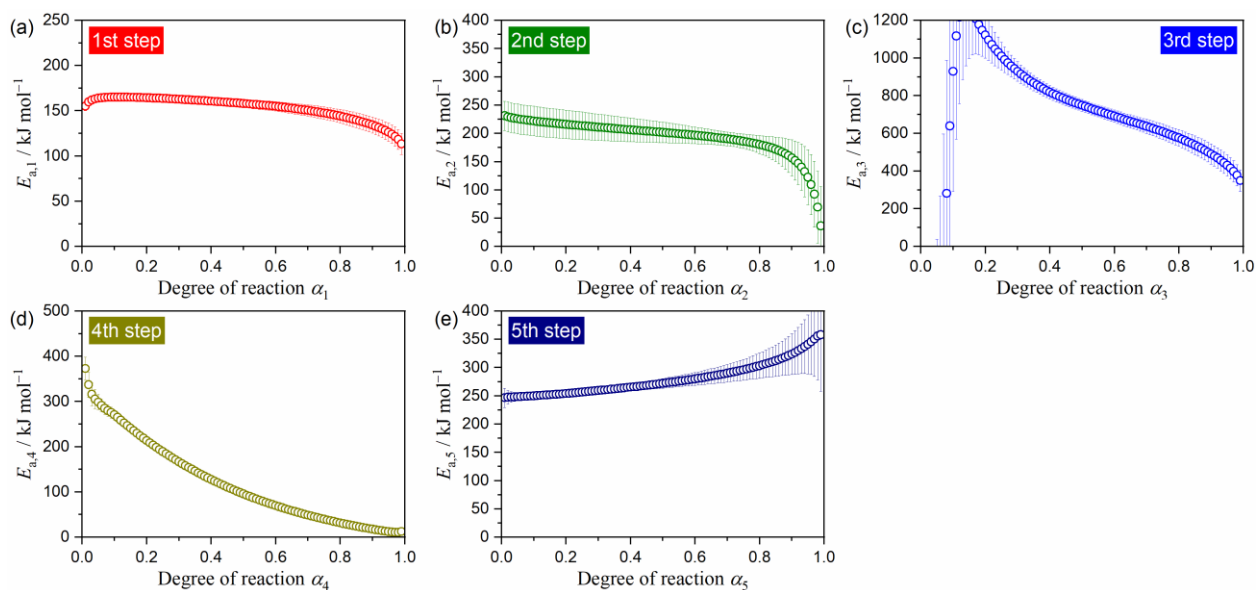 (a)
1st step
250
200
150
100
50
0
Eₐ,₁ / kJ mol⁻¹
0.0 0.2 0.4 0.6 0.8 1.0
Degree of reaction α₁
(b)
2nd step
400
350
300
250
200
150
100
50
0
Eₐ,₂ / kJ mol⁻¹
0.0 0.2 0.4 0.6 0.8 1.0
Degree of reaction α₂
(c)
3rd step
1200
1000
800
600
400
200
0
Eₐ,₃ / kJ mol⁻¹
0.0 0.2 0.4 0.6 0.8 1.0
Degree of reaction α₃
(d)
4th step
500
400
300
200
100
0
Eₐ,₄ / kJ mol⁻¹
0.0 0.2 0.4 0.6 0.8 1.0
Degree of reaction α₄
(e)
5th step
400
350
300
250
200
150
100
50
0
Eₐ,₅ / kJ mol⁻¹
0.0 0.2 0.4 0.6 0.8 1.0
Degree of reaction α₅